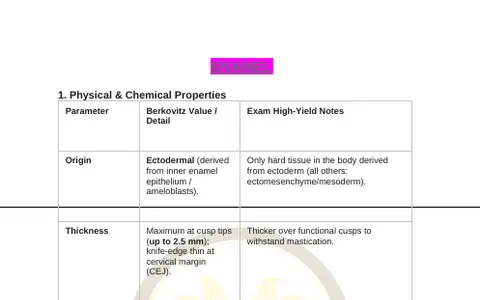 ENAMEL
1. Physical & Chemical Properties
Parameter
Berkovitz Value /
Detail
Exam High-Yield Notes
Origin
Ectodermal (derived
from inner enamel
epithelium /
ameloblasts).
Only hard tissue in the body derived
from ectoderm (all others:
ectomesenchyme/mesoderm).
Thickness
Maximum at cusp tips
(up to 2.5 mm);
knife-edge thin at
cervical margin
(CEJ).
Thicker over functional cusps to
withstand mastication.